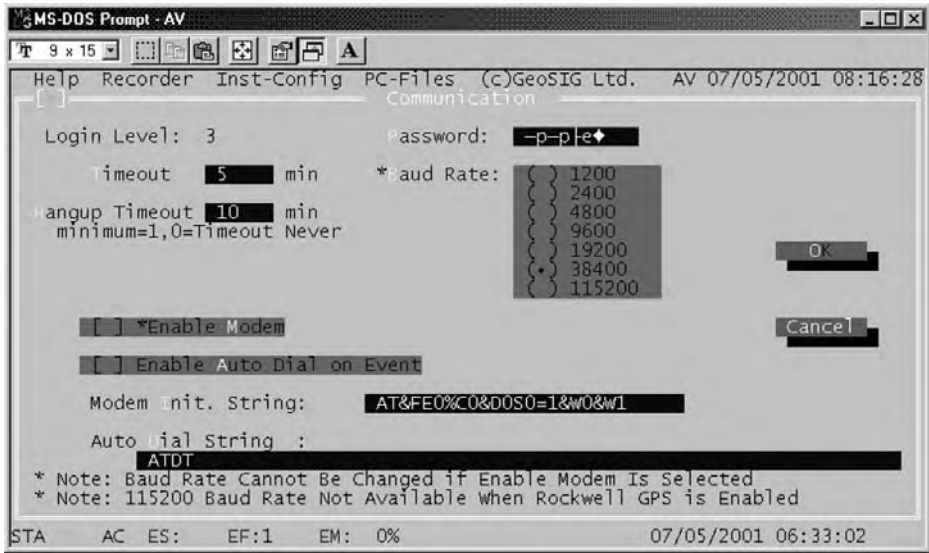 MS-DOS Prompt - AV
9 x 15 A
Help Recorder Inst-Config PC-Files (c)GeoSIG Ltd. AV 07/05/2001 08:16:28
Communication
Login Level: 3 Password:
Timeout 5 min *Baud Rate: ( ) 1200
( ) 2400
Hangup Timeout 10 min ( ) 4800
minimum=1,0=Timeout Never ( ) 9600
( ) 19200 OK
(•) 38400
( ) 115200
[ ] *Enable Modem Cancel
[ ] Enable Auto Dial on Event
Modem Init. String: AT&FE0%C0&D0S0=1&W0&W1
Auto Dial String :
ATDT
* Note: Baud Rate Cannot Be Changed if Enable Modem Is Selected
* Note: 115200 Baud Rate Not Available When Rockwell GPS is Enabled
STA AC ES: EF:1 EM: 0% 07/05/2001 06:33:02